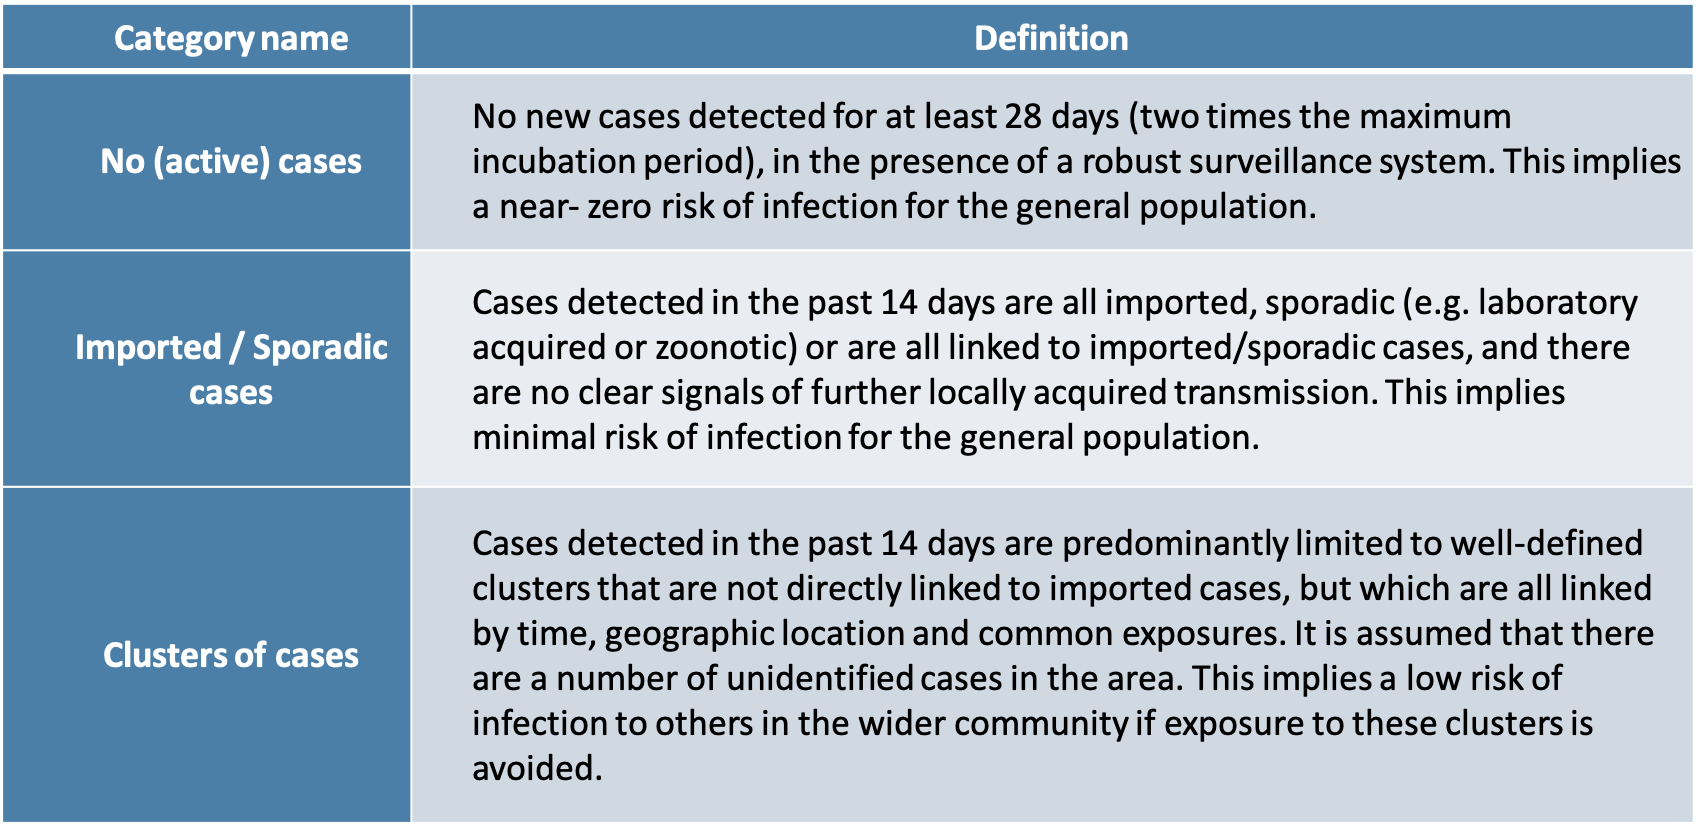 Category name
Definition
No (active) cases
No new cases detected for at least 28 days (two times the maximum
incubation period), in the presence of a robust surveillance system. This implies
a near- zero risk of infection for the general population.
Imported / Sporadic
cases
Cases detected in the past 14 days are all imported, sporadic (e.g. laboratory
acquired or zoonotic) or are all linked to imported/sporadic cases, and there
are no clear signals of further locally acquired transmission. This implies
minimal risk of infection for the general population.
Clusters of cases
Cases detected in the past 14 days are predominantly limited to well-defined
clusters that are not directly linked to imported cases, but which are all linked
by time, geographic location and common exposures. It is assumed that there
are a number of unidentified cases in the area. This implies a low risk of
infection to others in the wider community if exposure to these clusters is
avoided.